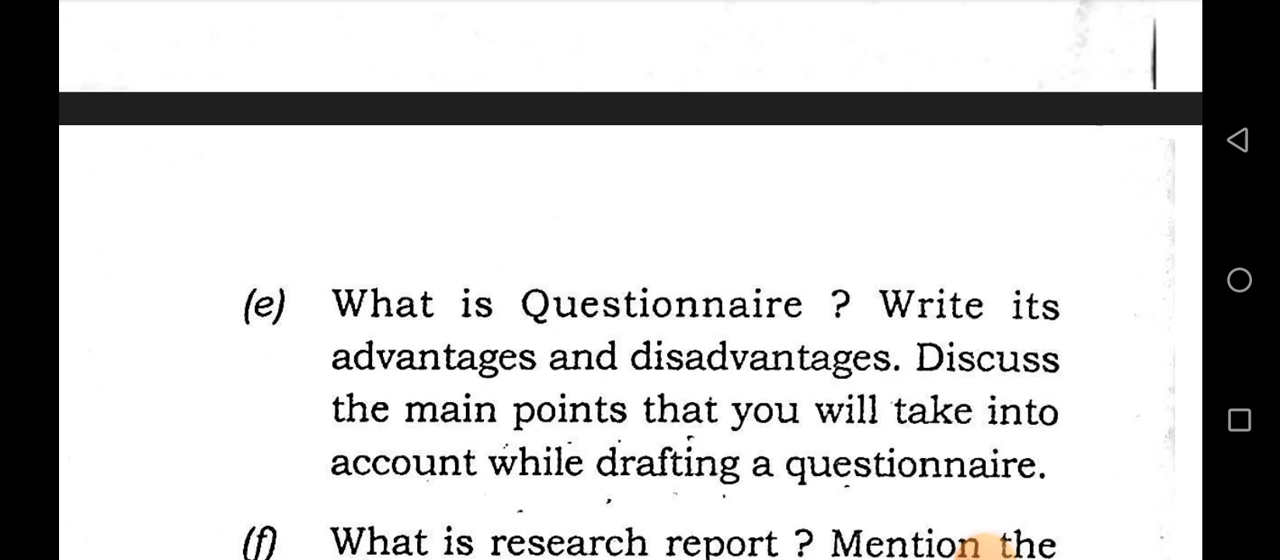 (e) What is Questionnaire ? Write its
advantages and disadvantages. Discuss
the main points that you will take into
account while drafting a questionnaire.
(f) What is research report ? Mention the